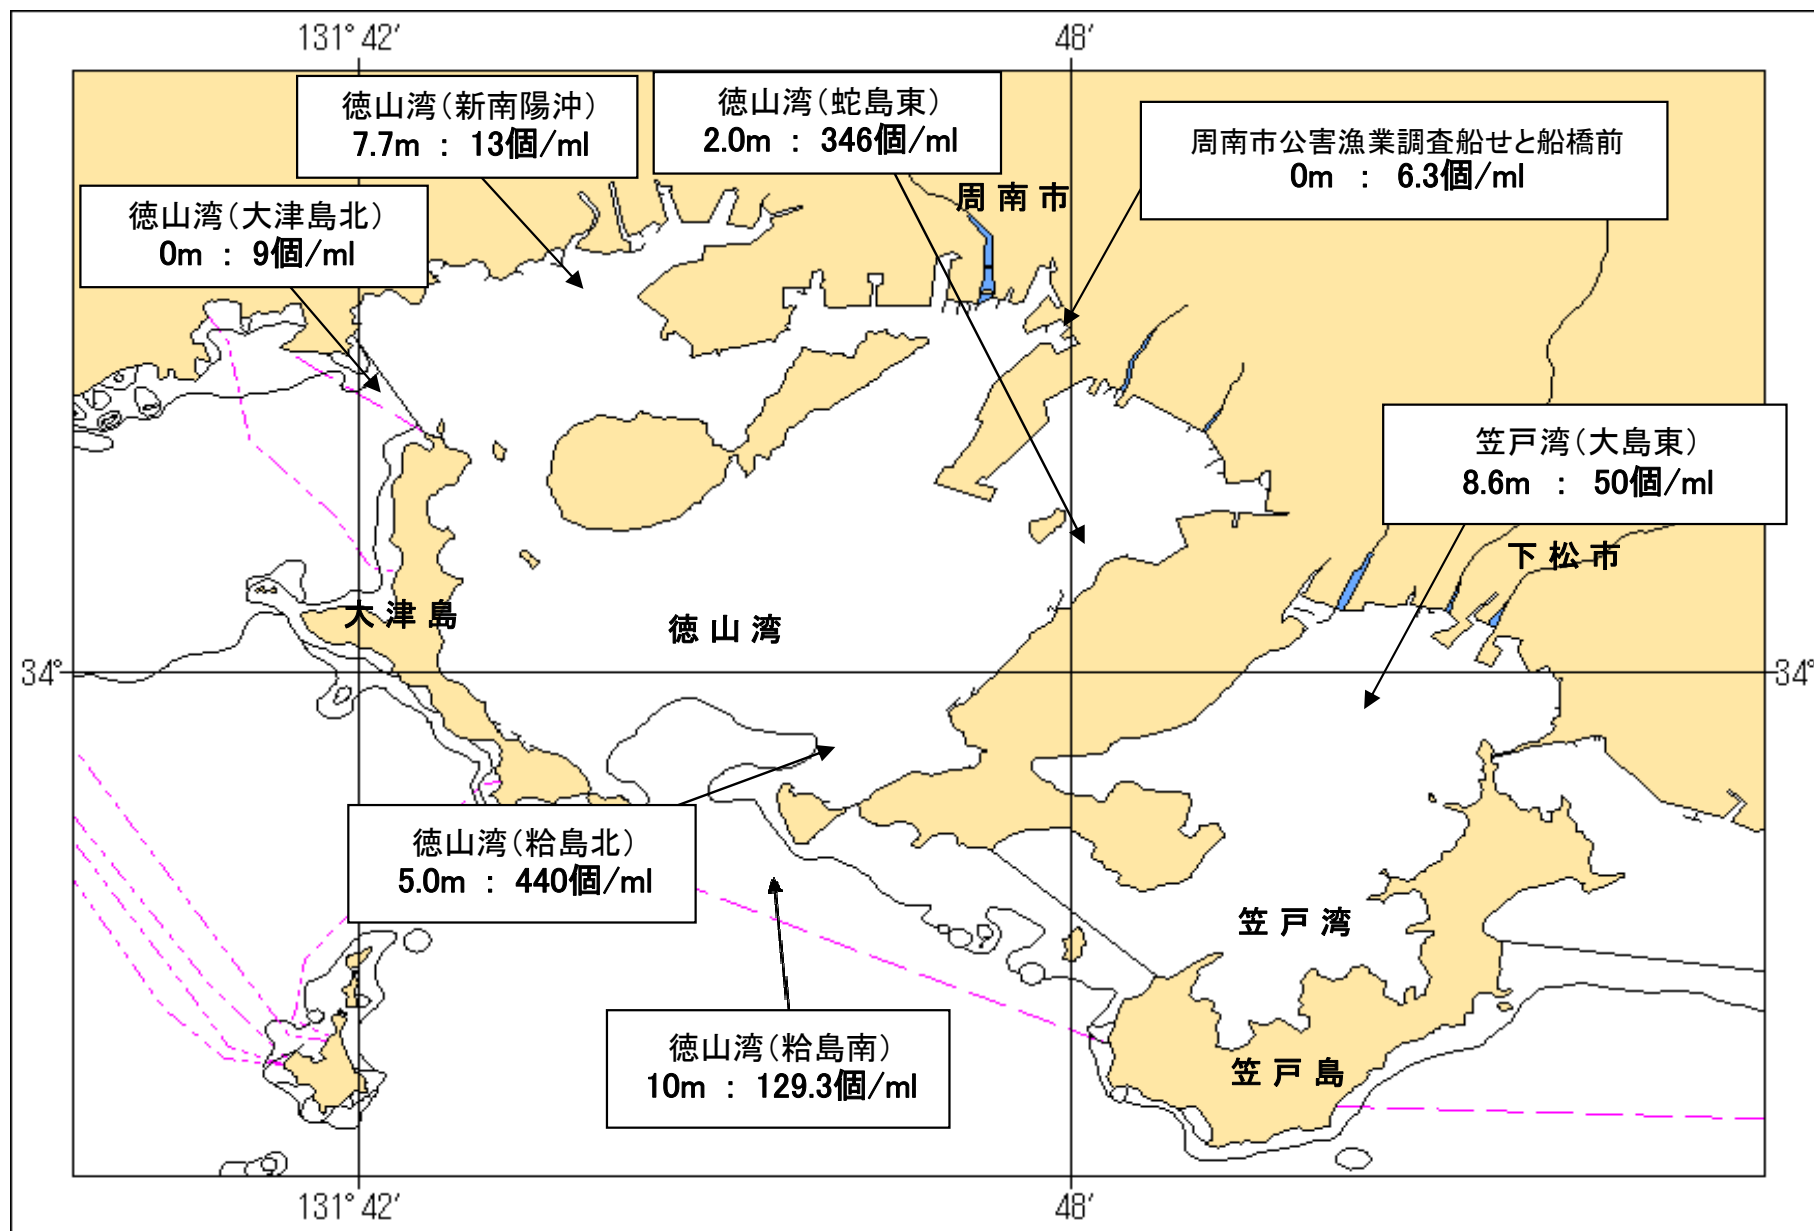 131° 42′
48′
徳山湾(新南陽沖)
7.7m : 13個/ml
徳山湾(蛇島東)
2.0m : 346個/ml
周南市公害漁業調査船せと船橋前
0m : 6.3個/ml
周南市
徳山湾(大津島北)
0m : 9個/ml
笠戸湾(大島東)
8.6m : 50個/ml
下松市
大津島
徳山湾
34°
34°
徳山湾(粭島北)
5.0m : 440個/ml
笠戸湾
徳山湾(粭島南)
10m : 129.3個/ml
笠戸島
131° 42′
48′